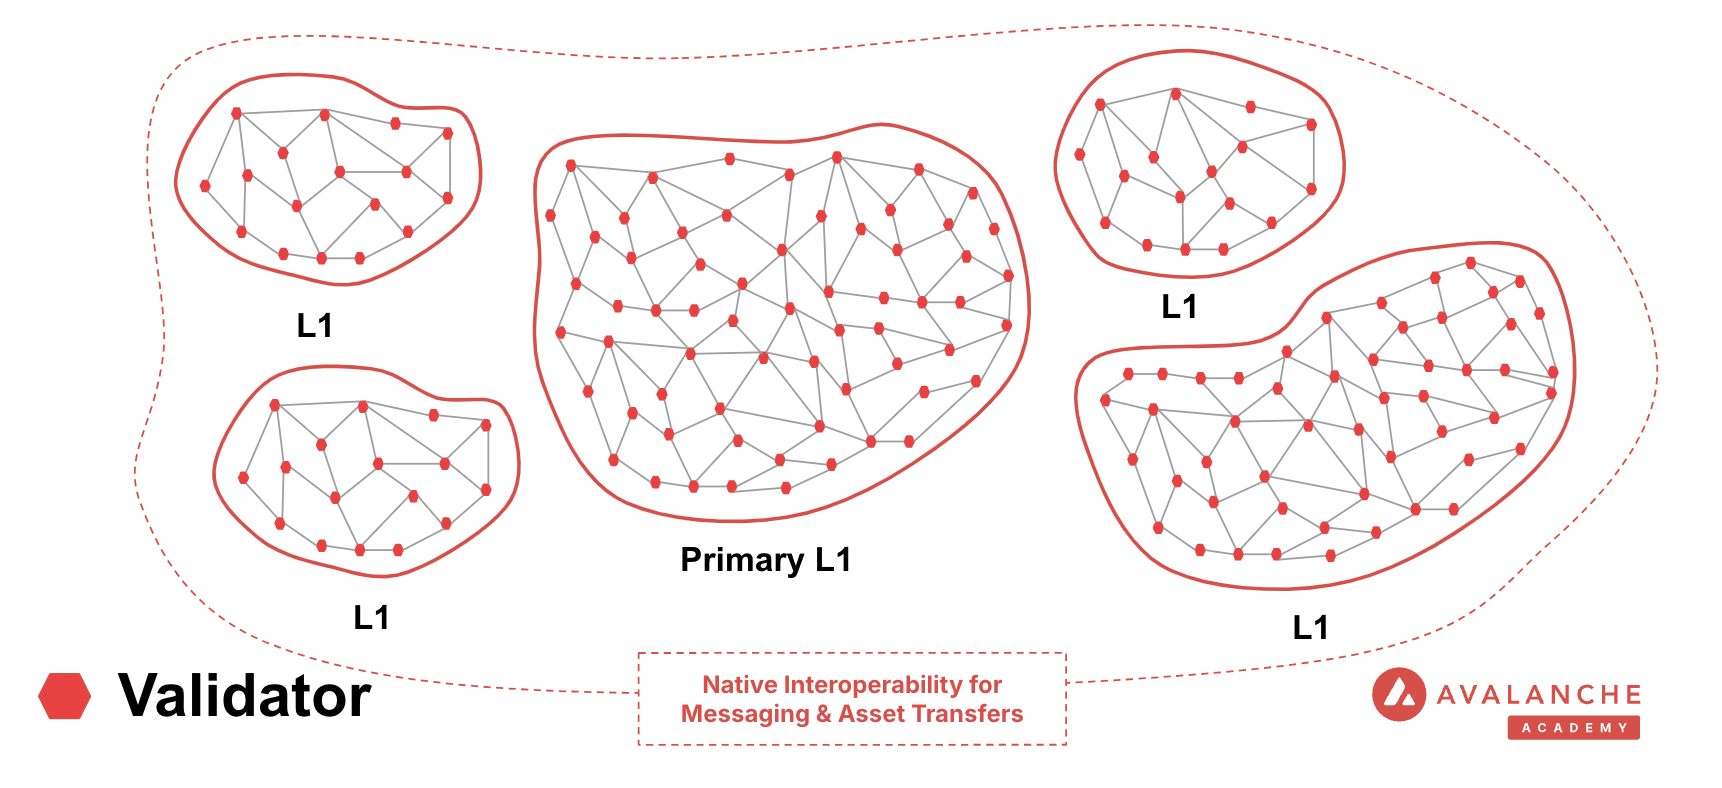 L1
L1
Primary L1
L1
L1
Validator
Native Interoperability for
Messaging & Asset Transfers
AVALANCHE
ACADEMY